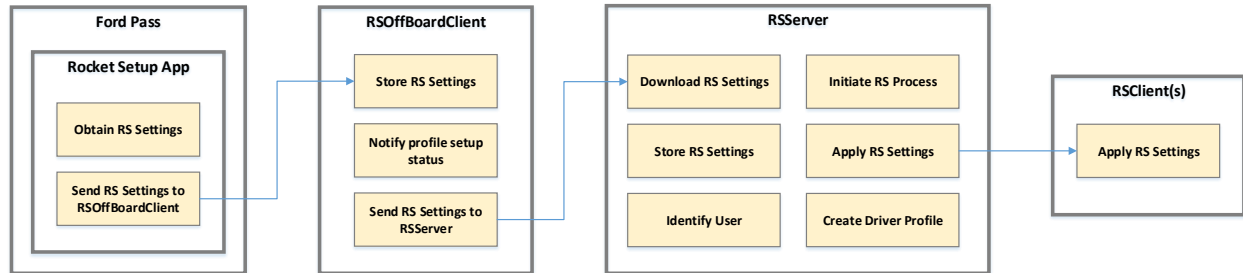 Ford Pass
Rocket Setup App
Obtain RS Settings
Send RS Settings to
RSOffBoardClient
RSOffBoardClient
Store RS Settings
Notify profile setup
status
Send RS Settings to
RSServer
RSServer
Download RS Settings
Initiate RS Process
Store RS Settings
Apply RS Settings
Identify User
Create Driver Profile
RSClient(s)
Apply RS Settings